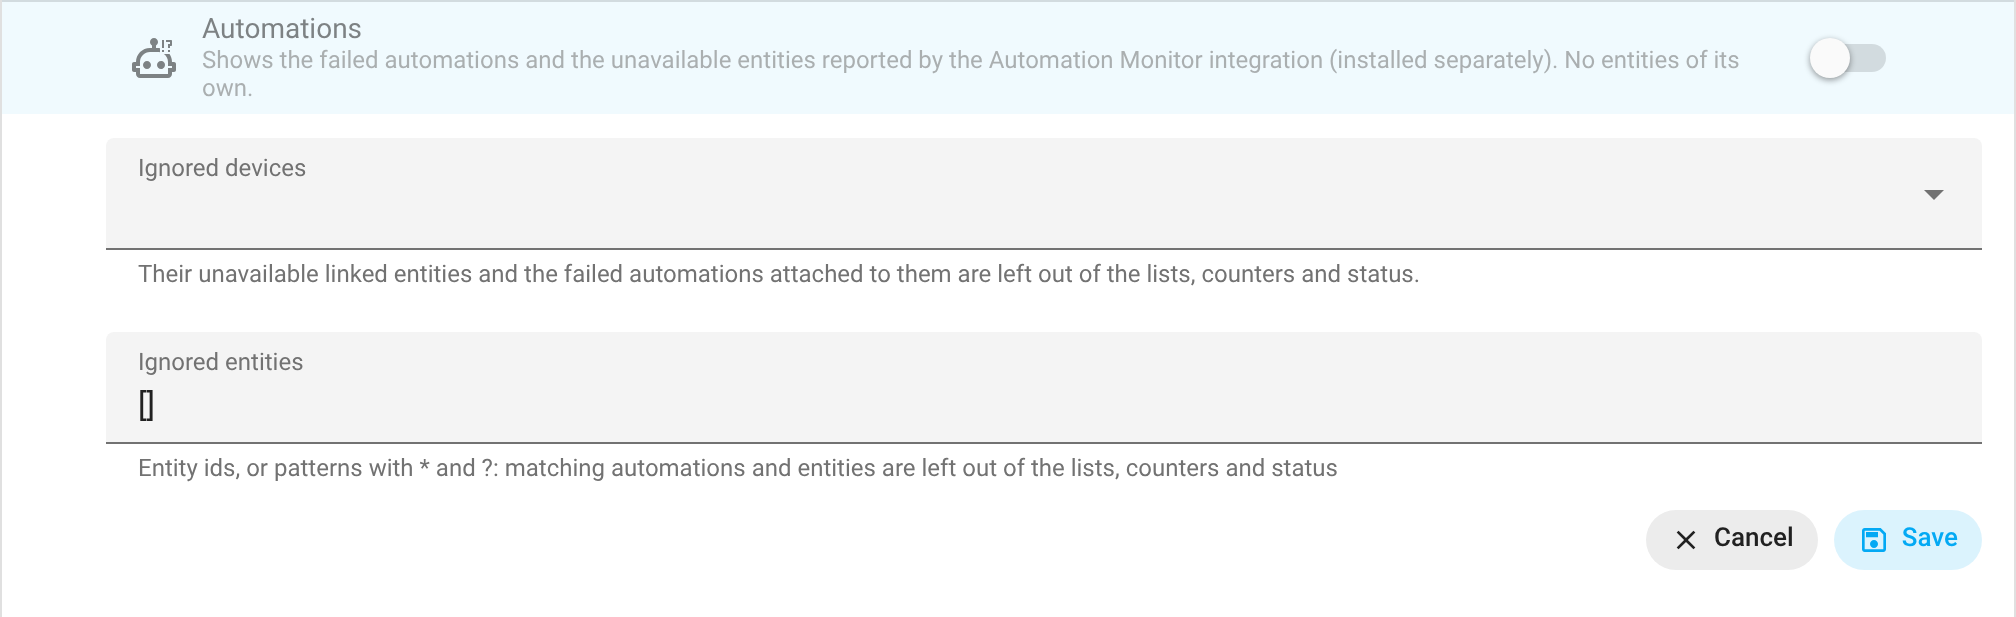 Automations
Shows the failed automations and the unavailable entities reported by the Automation Monitor integration (installed separately). No entities of its
own.
Ignored devices
Their unavailable linked entities and the failed automations attached to them are left out of the lists, counters and status.
Ignored entities
[]
Entity ids, or patterns with * and ?: matching automations and entities are left out of the lists, counters and status
Cancel
Save